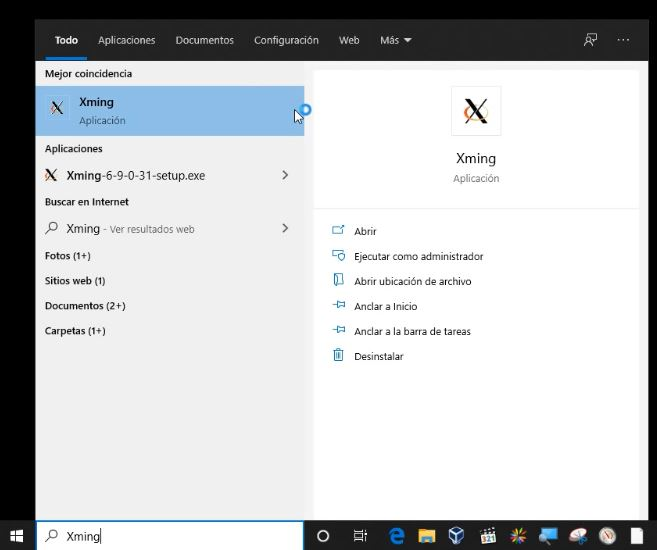 Todo Aplicaciones Documentos Configuración Web Más
Mejor coincidencia
Xming
Aplicación
Aplicaciones
Xming-6-9-0-31-setup.exe
Buscar en Internet
Xming - Ver resultados web
Fotos (1+)
Sitios web (1)
Documentos (2+)
Carpetas (1+)
Xming
Aplicación
Abrir
Ejecutar como administrador
Abrir ubicación de archivo
Anclar a Inicio
Anclar a la barra de tareas
Desinstalar
Xming
321